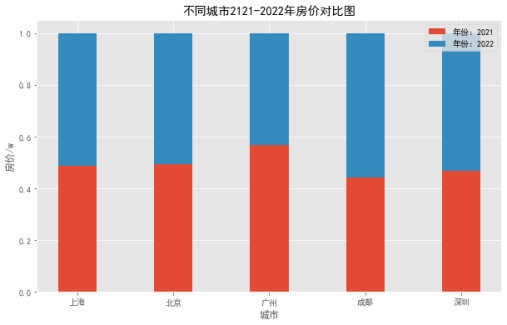 不同城市2121-2022年房价对比图
年份: 2021
年份: 2022
房价/w
1.0
0.8
0.6
0.4
0.2
0.0
上海
北京
广州
成都
深圳
城市